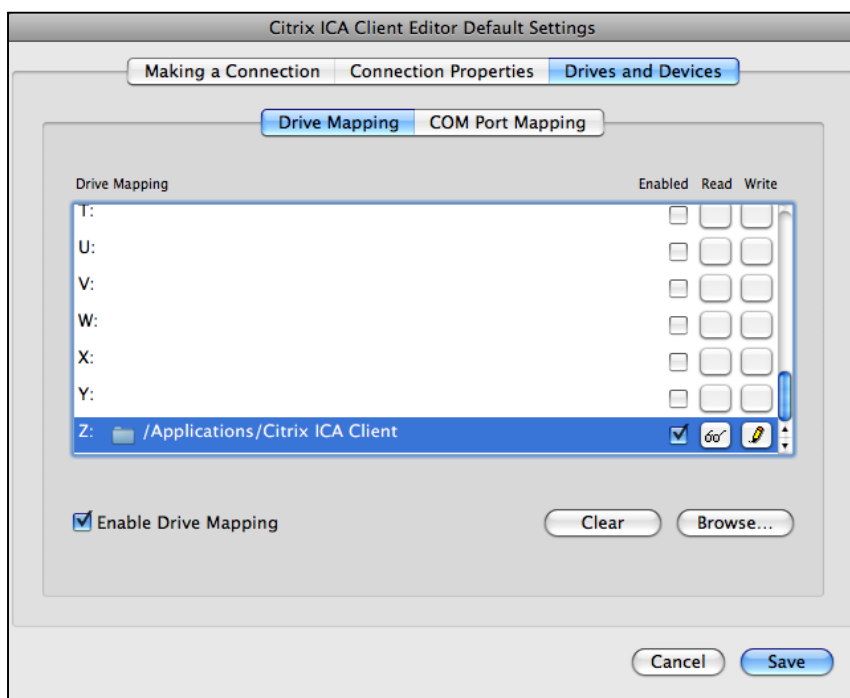 Citrix ICA Client Editor Default Settings
Making a Connection Connection Properties Drives and Devices
Drive Mapping COM Port Mapping
Drive Mapping Enabled Read Write
T:
U:
V:
W:
X:
Y:
Z: /Applications/Citrix ICA Client
Enable Drive Mapping Clear Browse...
Cancel Save